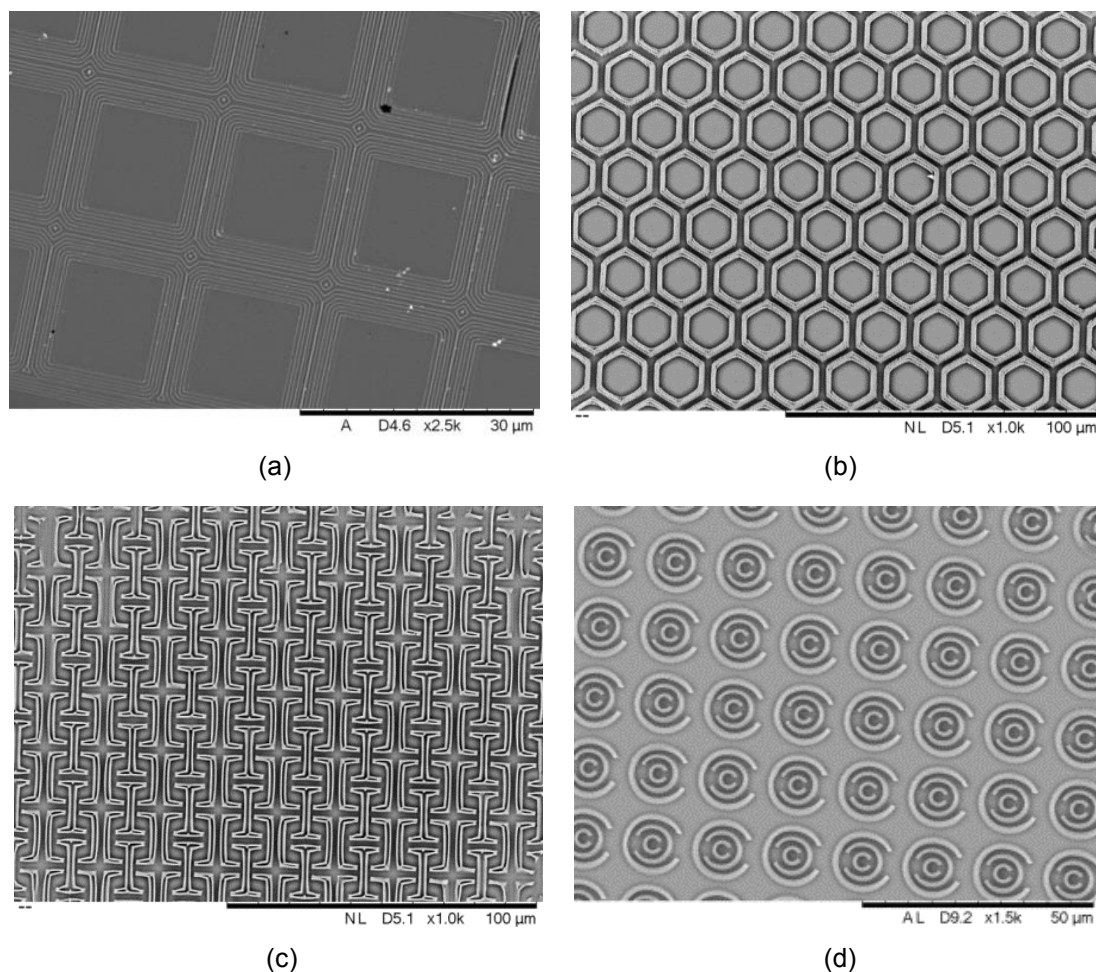 A D4.6 x2.5k 30 µm
NL D5.1 x1.0k 100 µm
(a)
(b)
NL D5.1 x1.0k 100 µm
AL D9.2 x1.5k 50 µm
(c)
(d)